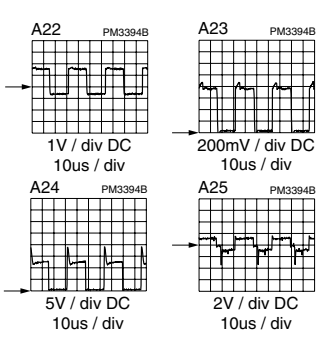 A22 PM3394B
1V / div DC
10us / div
A23 PM3394B
200mV / div DC
10us / div
A24 PM3394B
5V / div DC
10us / div
A25 PM3394B
2V / div DC
10us / div